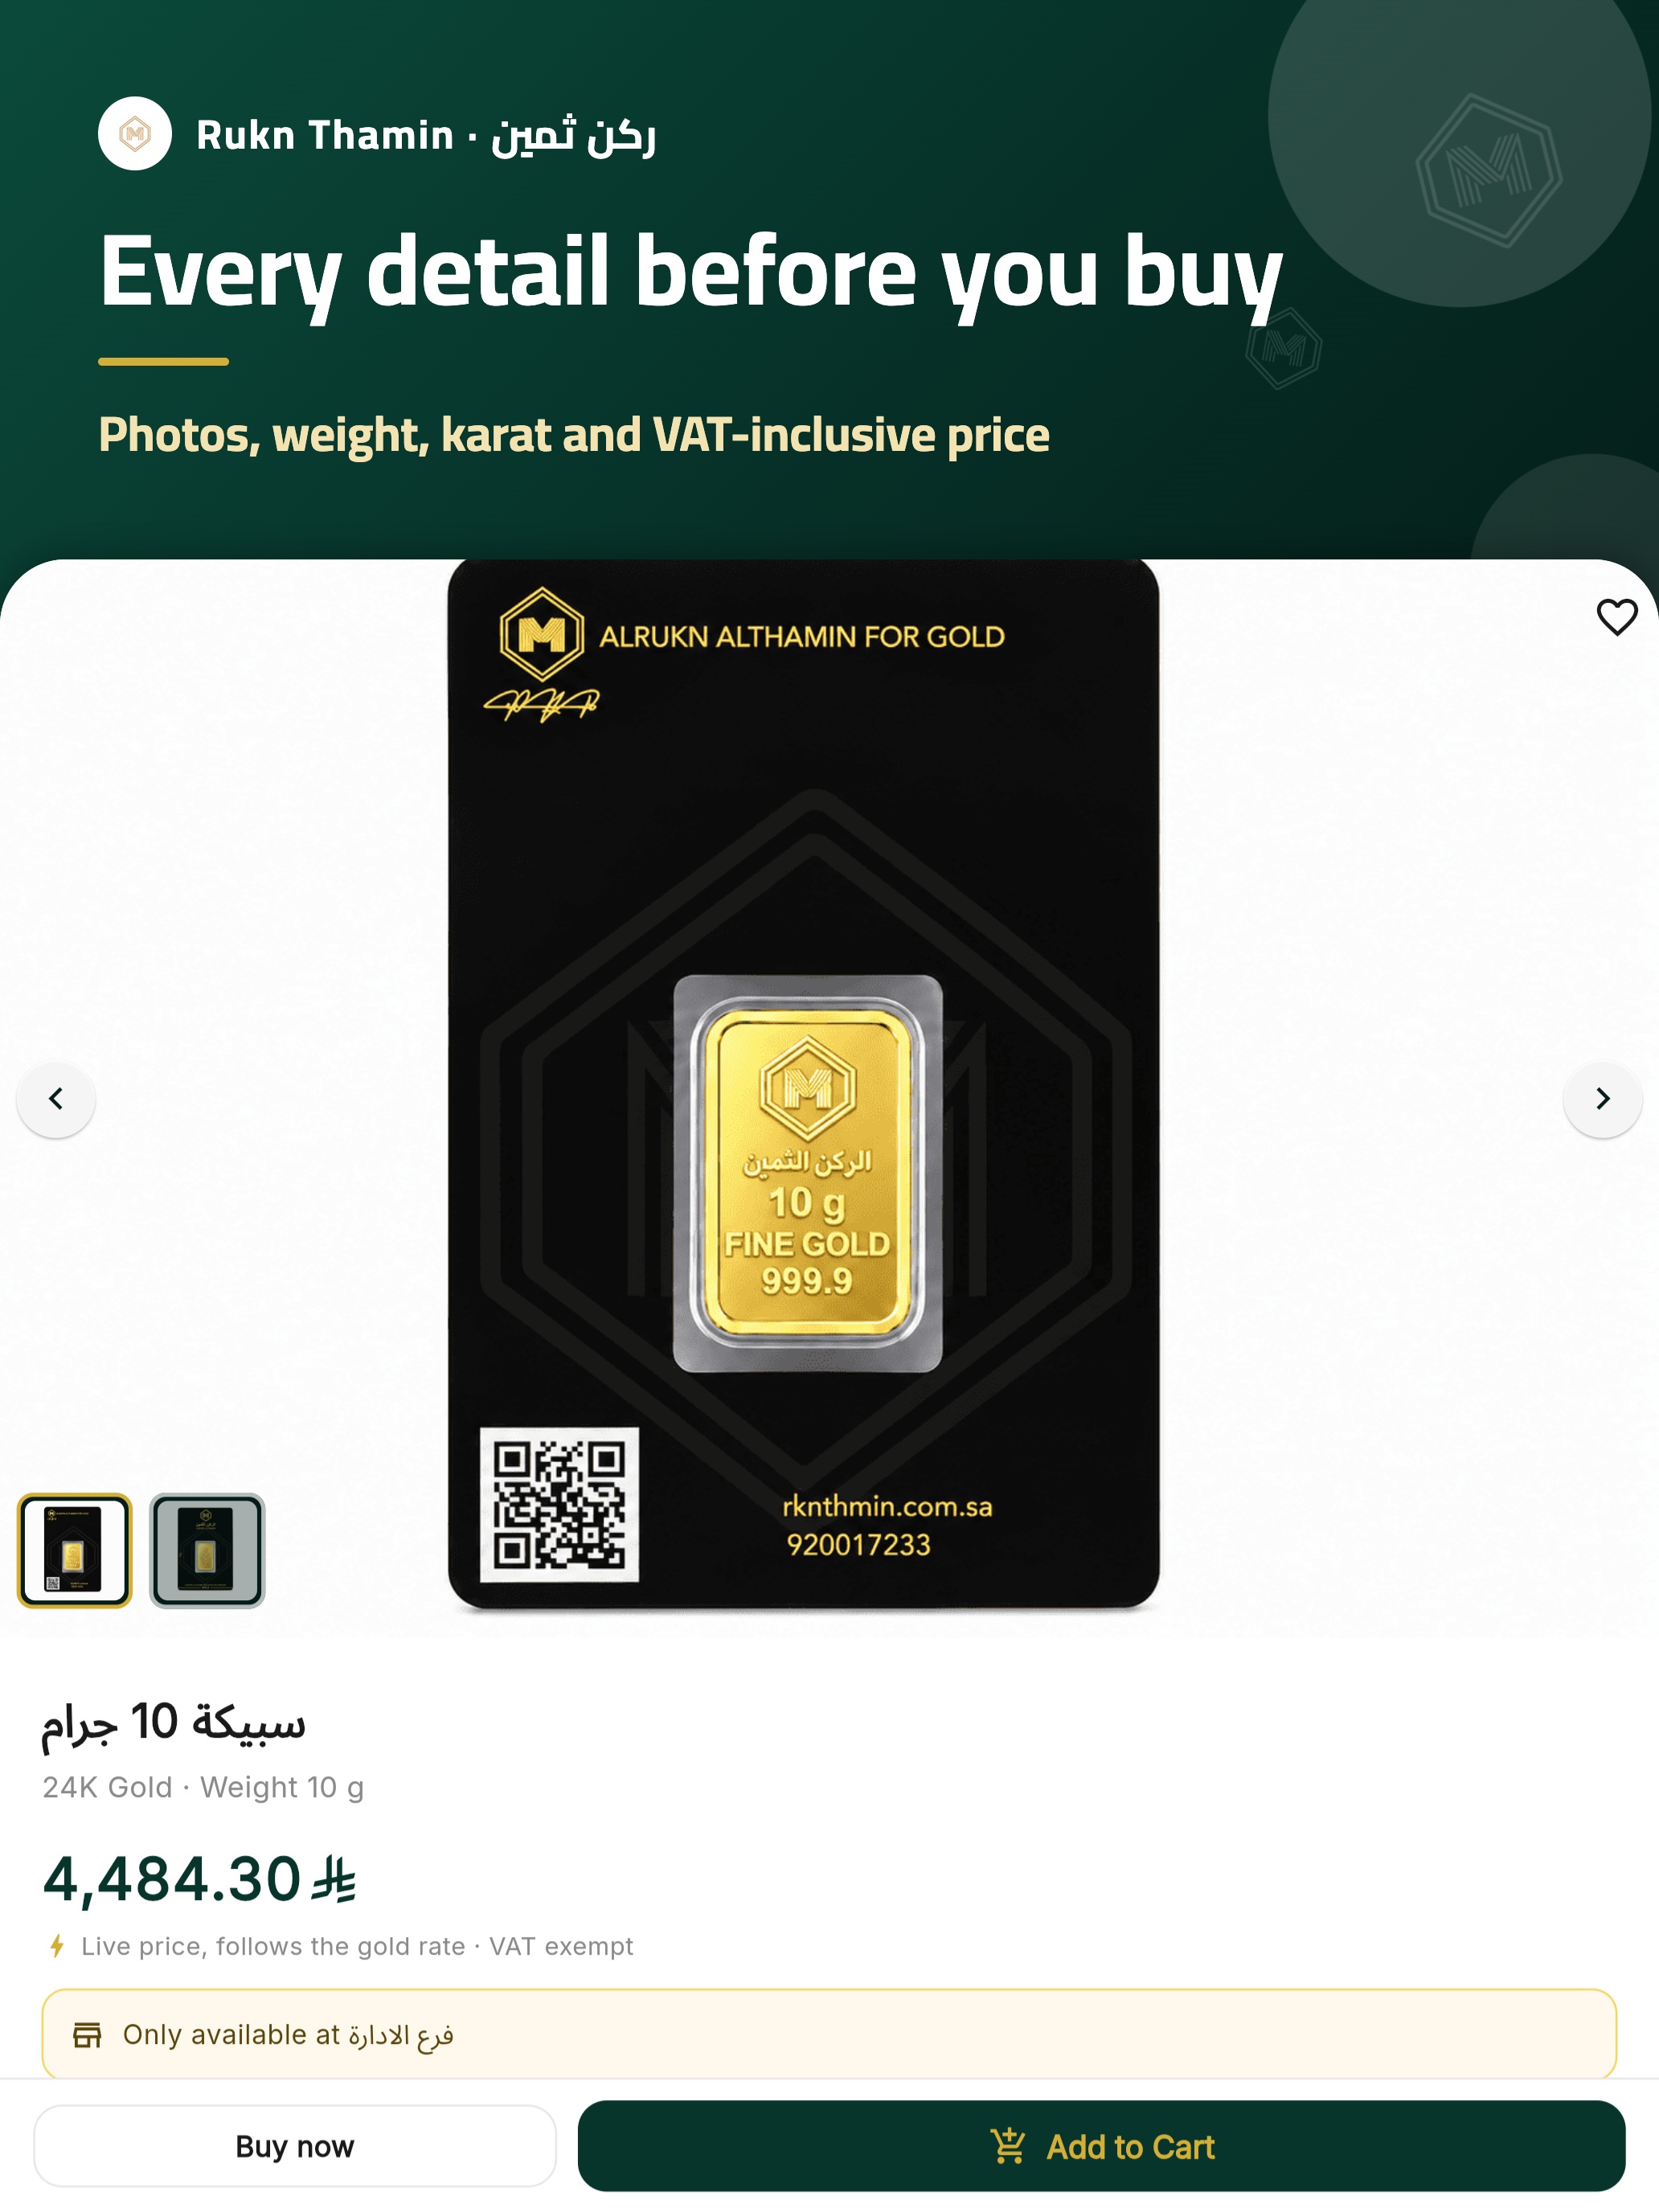 Rukn Thamin · ركن ثمين
Every detail before you buy
Photos, weight, karat and VAT-inclusive price
ALRUKN ALTHAMIN FOR GOLD
الركن الثمين
10 g
FINE GOLD
999.9
rknthmin.com.sa
920017233
سبيكة 10 جرام
24K Gold · Weight 10 g
4,484.30
Live price, follows the gold rate · VAT exempt
Only available at فرع الادارة
Buy now
Add to Cart